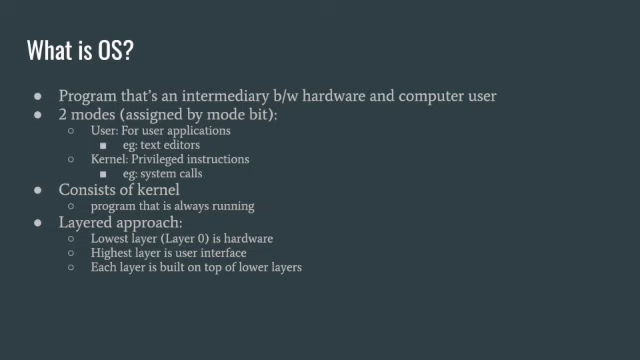 What is OS?
● Program that's an intermediary b/w hardware and computer user
● 2 modes (assigned by mode bit):
○ User: For user applications
■ eg: text editors
○ Kernel: Privileged instructions
■ eg: system calls
● Consists of kernel
○ program that is always running
● Layered approach:
○ Lowest layer (Layer 0) is hardware
○ Highest layer is user interface
○ Each layer is built on top of lower layers